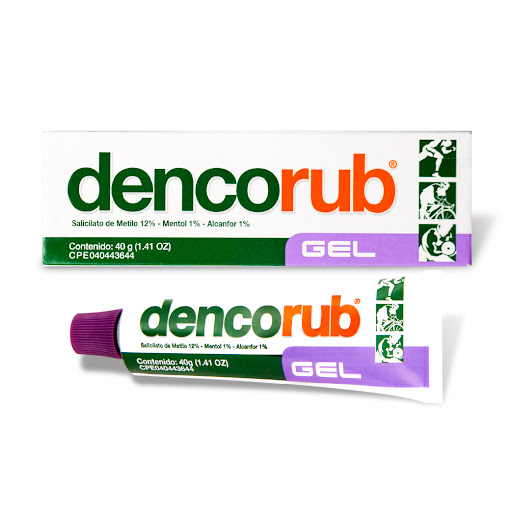 dencorub®
Salicilato de Metilo 12% - Mentol 1% - Alcanfor 1%
Contenido: 40 g (1.41 OZ)
CPE040443644
GEL
dencorub®
Salicilato de Metilo 12% - Mentol 1% - Alcanfor 1%
Contenido: 40g (1.41 OZ)
CPE040443644
GEL